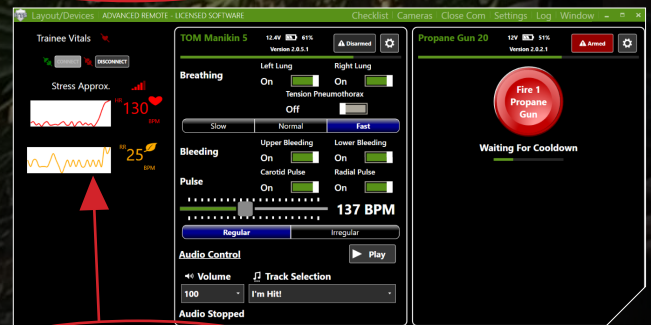 Layout/Devices ADVANCED REMOTE - LICENSED SOFTWARE Checklist Cameras Close Com Settings Log Window
Trainee Vitals
CONNECT DISCONNECT
Stress Approx.
HR 130 BPM
RR 25 BPM
TOM Manikin 5 12.4V 61% Disarmed
Version 2.0.5.1
Left Lung Right Lung
Breathing On On
Tension Pneumothorax
Off
Slow Normal Fast
Upper Bleeding Lower Bleeding
Bleeding On On
Carotid Pulse Radial Pulse
Pulse On On
137 BPM
Regular Irregular
Audio Control Play
Volume Track Selection
100 I'm Hit!
Audio Stopped
Propane Gun 20 12V 51% Armed
Version 2.0.2.1
Fire 1
Propane
Gun
Waiting For Cooldown